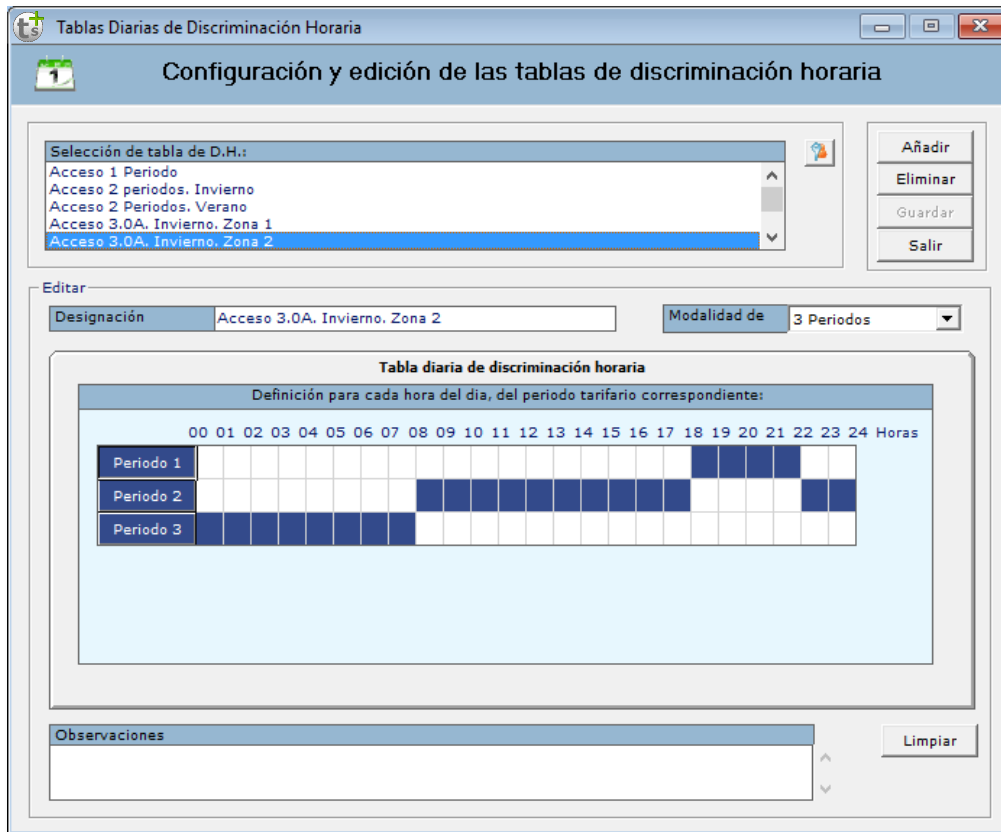 ts
Tablas Diarias de Discriminación Horaria
1
Configuración y edición de las tablas de discriminación horaria
Selección de tabla de D.H.:
Acceso 1 Periodo
Acceso 2 periodos. Invierno
Acceso 2 Periodos. Verano
Acceso 3.0A. Invierno. Zona 1
Acceso 3.0A. Invierno. Zona 2
Añadir
Eliminar
Guardar
Salir
Editar
Designación Acceso 3.0A. Invierno. Zona 2 Modalidad de 3 Periodos
Tabla diaria de discriminación horaria
Definición para cada hora del dia, del periodo tarifario correspondiente:
00 01 02 03 04 05 06 07 08 09 10 11 12 13 14 15 16 17 18 19 20 21 22 23 24 Horas
Periodo 1
Periodo 2
Periodo 3
Observaciones
Limpiar